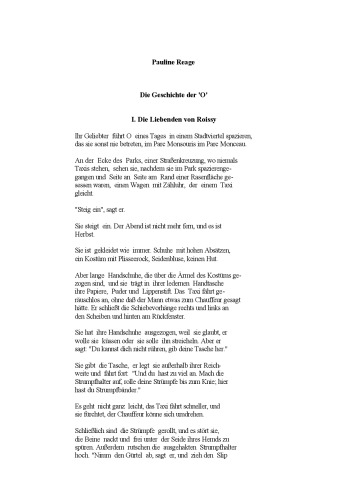 Pauline Reage
Die Geschichte der 'O'
I. Die Liebenden von Roissy
Ihr Geliebter führt O eines Tages in einem Stadtviertel spazieren,
das sie sonst nie betreten, im Parc Monsouris im Parc Monceau.
An der Ecke des Parks, einer Straßenkreuzung, wo niemals
Taxis stehen, sehen sie, nachdem sie im Park spazierenge-
gangen und Seite an Seite am Rand einer Rasenfläche ge-
sessen waren, einen Wagen mit Zähluhr, der einem Taxi
gleicht.
"Steig ein", sagt er.
Sie steigt ein. Der Abend ist nicht mehr fern, und es ist
Herbst.
Sie ist gekleidet wie immer: Schuhe mit hohen Absätzen,
ein Kostüm mit Plisseerock, Seidenbluse, keinen Hut.
Aber lange Handschuhe, die über die Ärmel des Kostüms ge-
zogen sind, und sie trägt in ihrer ledernen Handtasche
ihre Papiere, Puder und Lippenstift. Das Taxi fährt ge-
räuschlos an, ohne daß der Mann etwas zum Chauffeur gesagt
hätte. Er schließt die Schiebevorhänge rechts und links an
den Scheiben und hinten am Rückfenster.
Sie hat ihre Handschuhe ausgezogen, weil sie glaubt, er
wolle sie küssen oder sie solle ihn streicheln. Aber er
sagt: "Du kannst dich nicht rühren, gib deine Tasche her."
Sie gibt die Tasche, er legt sie außerhalb ihrer Reich-
weite und fährt fort: "Und du hast zu viel an. Mach die
Strumpfhalter auf, rolle deine Strümpfe bis zum Knie; hier
hast du Strumpfbänder."
Es geht nicht ganz leicht, das Taxi fährt schneller, und
sie fürchtet, der Chauffeur könne sich umdrehen.
Schließlich sind die Strümpfe gerollt, und es stört sie,
die Beine nackt und frei unter der Seide ihres Hemds zu
spüren. Außerdem rutschen die ausgehakten Strumpfhalter
hoch. "Nimm den Gürtel ab, sagt er, und zieh den Slip